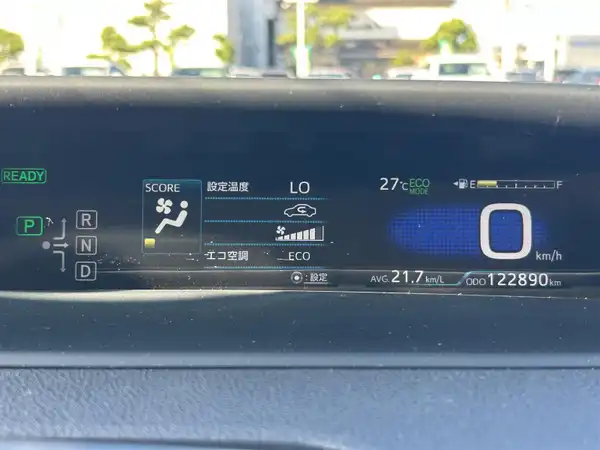 READY
P
R
N
D
SCORE
設定温度 LO
エコ空調 ECO
:設定
27℃ ECO MODE
E F
0 km/h
AVG. 21.7 km/L
ODO 122890 km